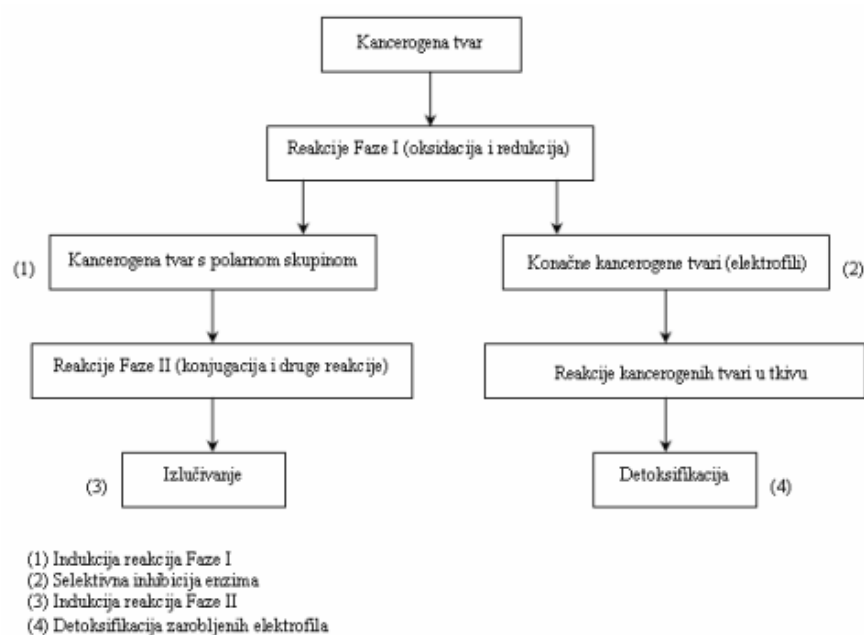 Kancerogena tvar
Reakcije Faze I (oksidacija i redukcija)
(1) Kancerogena tvar s polarnom skupinom
Konačne kancerogene tvari (elektrofili) (2)
Reakcije Faze II (konjugacija i druge reakcije)
Reakcije kancerogenih tvari u tkivu
(3) Izlučivanje
Detoksifikacija (4)
(1) Indukcija reakcija Faze I
(2) Selektivna inhibicija enzima
(3) Indukcija reakcija Faze II
(4) Detoksifikacija zarobljenih elektrofila